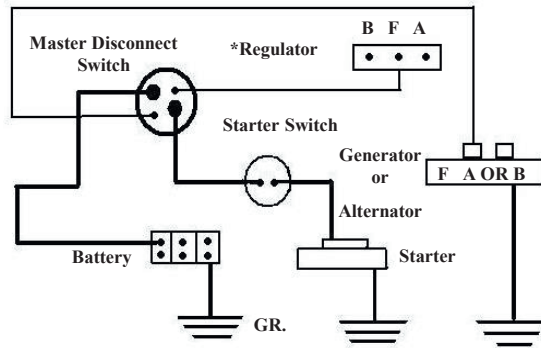 Master Disconnect
Switch
*Regulator
B F A
Starter Switch
Generator
or
Alternator
F A OR B
Battery
Starter
GR.